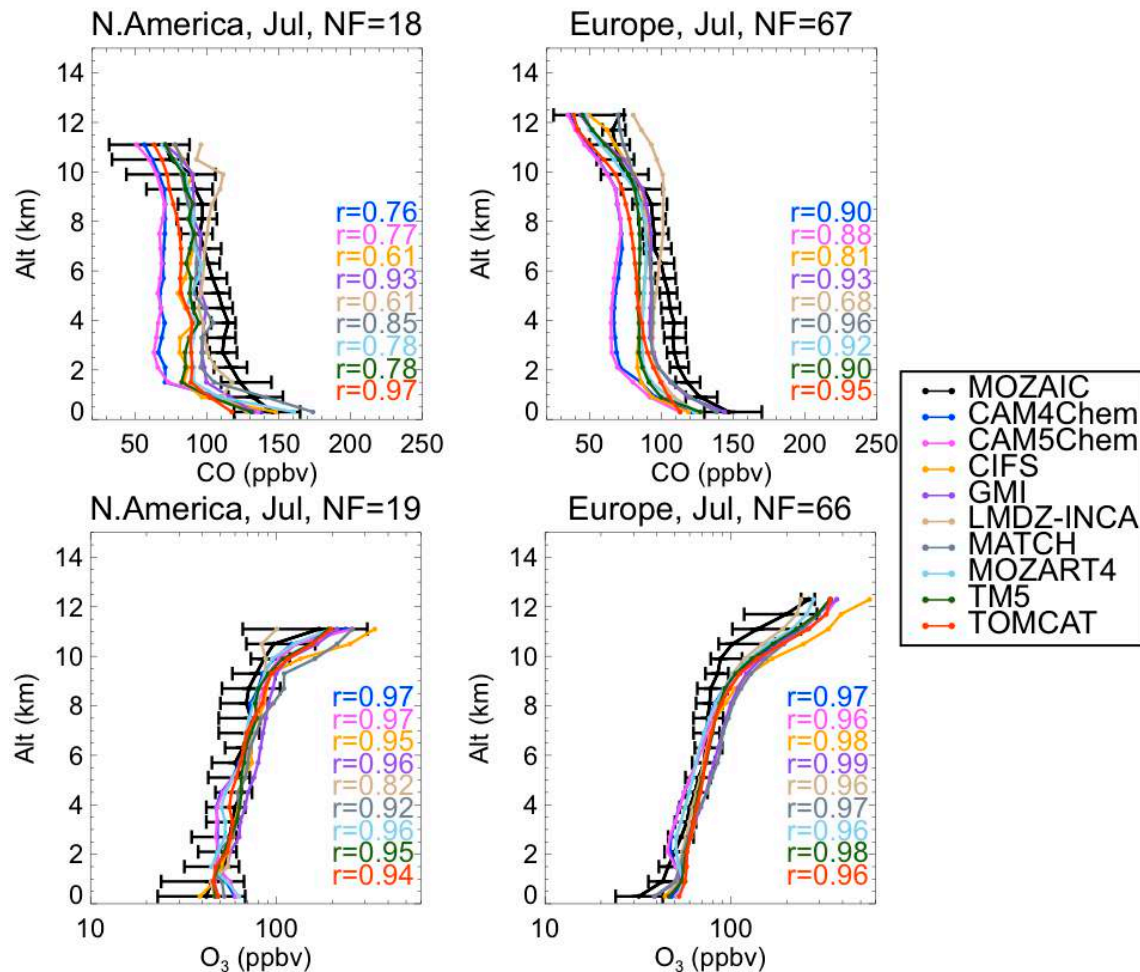 N.America, Jul, NF=18
14
12
10
8
6
4
2
0
Alt (km)
r=0.76
r=0.77
r=0.61
r=0.93
r=0.61
r=0.85
r=0.78
r=0.78
r=0.97
50 100 150 200 250
CO (ppbv)
Europe, Jul, NF=67
14
12
10
8
6
4
2
0
Alt (km)
r=0.90
r=0.88
r=0.81
r=0.93
r=0.68
r=0.96
r=0.92
r=0.90
r=0.95
50 100 150 200 250
CO (ppbv)
N.America, Jul, NF=19
14
12
10
8
6
4
2
0
Alt (km)
r=0.97
r=0.97
r=0.95
r=0.96
r=0.82
r=0.92
r=0.96
r=0.95
r=0.94
10 100
O3 (ppbv)
Europe, Jul, NF=66
14
12
10
8
6
4
2
0
Alt (km)
r=0.97
r=0.96
r=0.98
r=0.99
r=0.96
r=0.97
r=0.96
r=0.98
r=0.96
10 100
O3 (ppbv)
MOZAIC
CAM4Chem
CAM5Chem
CIFS
GMI
LMDZ-INCA
MATCH
MOZART4
TM5
TOMCAT